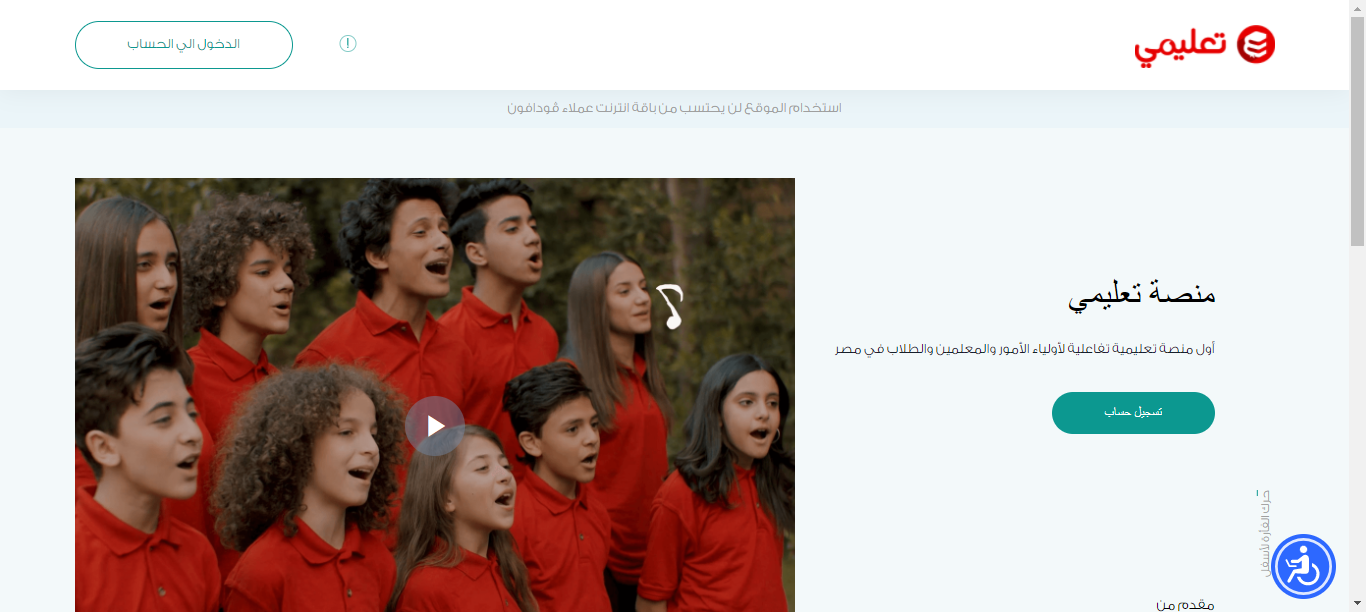 تعليمي
!
الدخول الي الحساب
استخدام الموقع لن يحتسب من باقة انترنت عملاء ڤودافون
منصة تعليمي
أول منصة تعليمية تفاعلية لأولياء الأمور والمعلمين والطلاب في مصر
تسجيل حساب
حرك الفأرة لأسفل
مقدم من